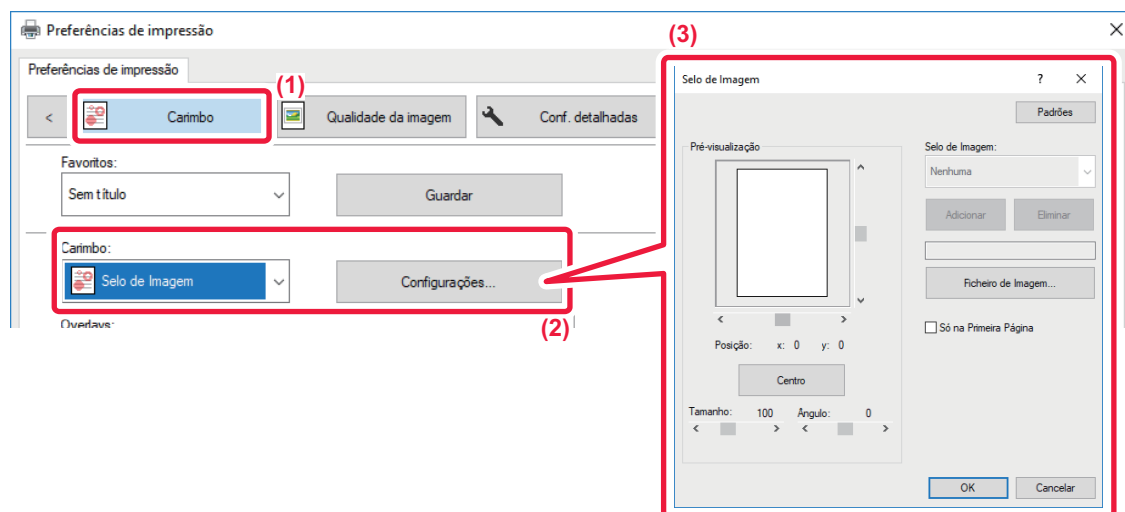 Preferências de impressão
Preferências de impressão
(1)
<
Carimbo
Qualidade da imagem
Conf. detalhadas
Favoritos:
Sem título
Guardar
Carimbo:
Selo de Imagem
Configurações...
(2)
Overlays:
(3)
Selo de Imagem
?
Padrões
Pré-visualização
Selo de Imagem:
Nenhuma
Adicionar
Eliminar
Ficheiro de Imagem...
Só na Primeira Página
Posição: x: 0 y: 0
Centro
Tamanho: 100 Ângulo: 0
OK
Cancelar